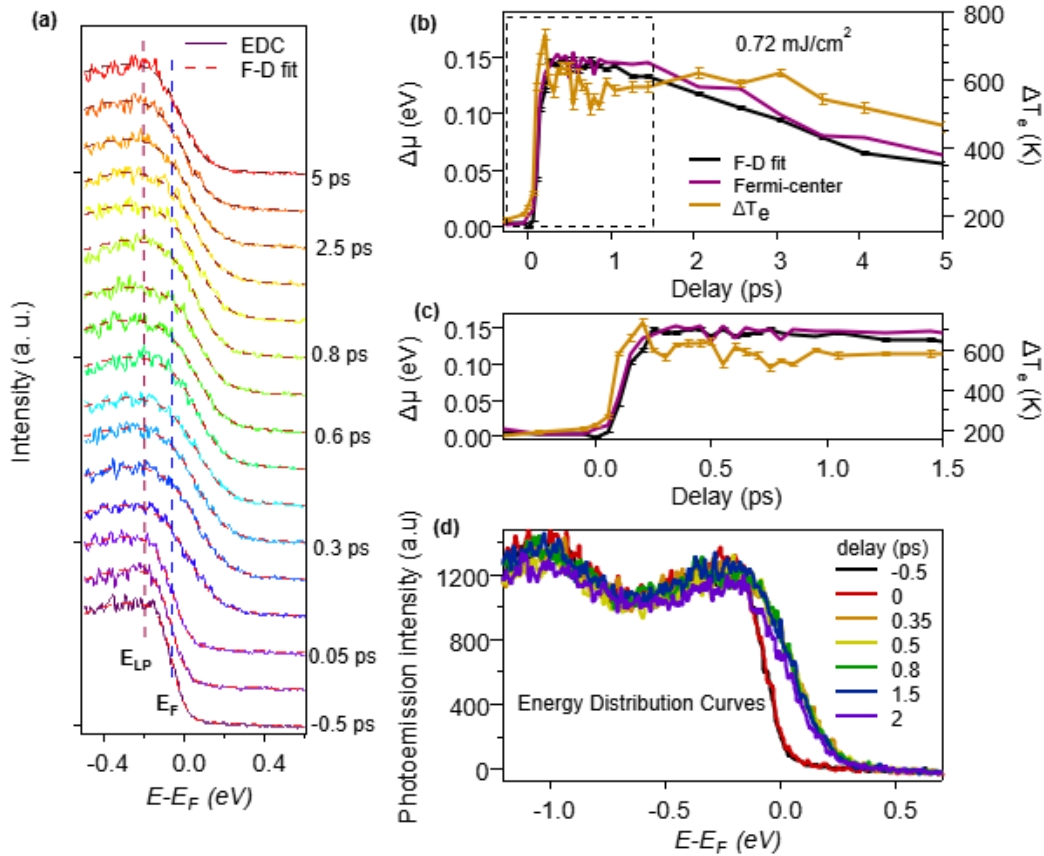 (a)
EDC
F-D fit
5 ps
2.5 ps
0.8 ps
0.6 ps
0.3 ps
0.05 ps
-0.5 ps
E_LP
E_F
Intensity (a. u.)
-0.4
0.0
0.4
E-E_F (eV)
(b)
0.72 mJ/cm²
F-D fit
Fermi-center
ΔT_e
Δμ (eV)
0.15
0.10
0.05
0.00
ΔT_e (K)
800
600
400
200
0
1
2
3
4
5
Delay (ps)
(c)
Δμ (eV)
0.15
0.10
0.05
0.00
ΔT_e (K)
600
400
200
0.0
0.5
1.0
1.5
Delay (ps)
(d)
Photoemission Intensity (a.u)
1200
800
400
0
Energy Distribution Curves
delay (ps)
-0.5
0
0.35
0.5
0.8
1.5
2
-1.0
-0.5
0.0
0.5
E-E_F (eV)